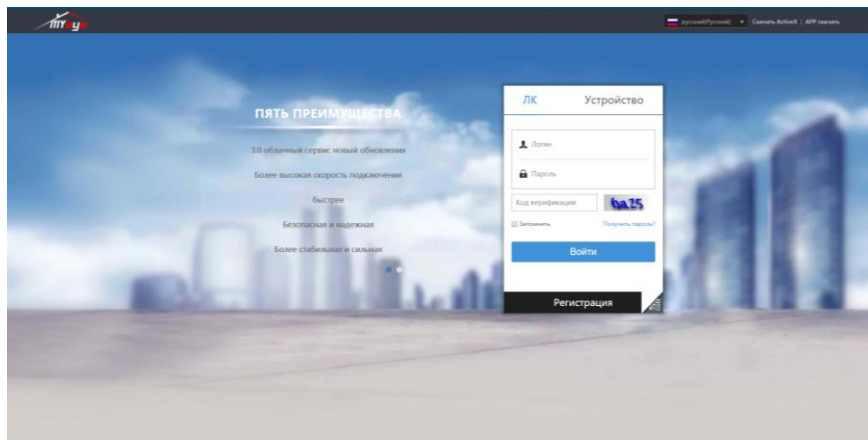 MYeye
русский(Русский)
Скачать ActiveX | APP скачать
ПЯТЬ ПРЕИМУЩЕСТВА
3.0 облачный сервис новый обновления
Более высокая скорость подключения
быстрее
Безопасная и надежная
Более стабильная и сильная
ЛК Устройство
Логин
Пароль
Код верификации
6a25
Запомнить Получить пароль?
Войти
Регистрация